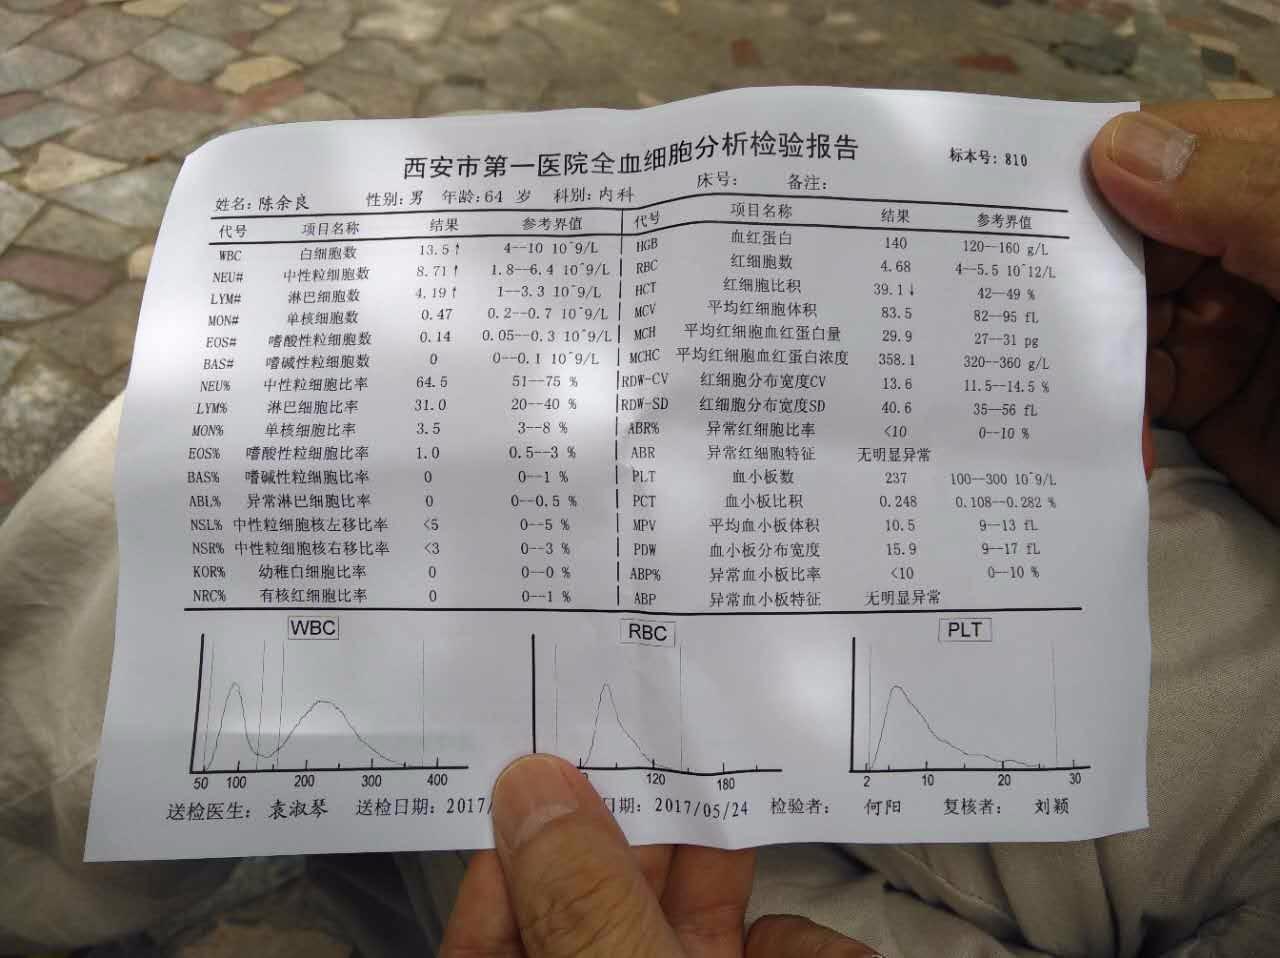 西安市第一医院全血细胞分析检验报告
标本号: 810
姓名: 陈余良 性别: 男 年龄: 64 岁 科别: 内科 床号: 备注:
代号 项目名称 结果 参考界值 代号 项目名称 结果 参考界值
WBC 白细胞数 13.5↑ 4--10 10^9/L HGB 血红蛋白 140 120--160 g/L
NEU# 中性粒细胞数 8.71↑ 1.8--6.4 10^9/L RBC 红细胞数 4.68 4--5.5 10^12/L
LYM# 淋巴细胞数 4.19↑ 1--3.3 10^9/L HCT 红细胞比积 39.1↓ 42--49 %
MON# 单核细胞数 0.47 0.2--0.7 10^9/L MCV 平均红细胞体积 83.5 82--95 fL
EOS# 嗜酸性粒细胞数 0.14 0.05--0.3 10^9/L MCH 平均红细胞血红蛋白量 29.9 27--31 pg
BAS# 嗜碱性粒细胞数 0 0--0.1 10^9/L MCHC 平均红细胞血红蛋白浓度 358.1 320--360 g/L
NEU% 中性粒细胞比率 64.5 51--75 % RDW-CV 红细胞分布宽度CV 13.6 11.5--14.5 %
LYM% 淋巴细胞比率 31.0 20--40 % RDW-SD 红细胞分布宽度SD 40.6 35--56 fL
MON% 单核细胞比率 3.5 3--8 % ABR% 异常红细胞比率 <10 0--10 %
EOS% 嗜酸性粒细胞比率 1.0 0.5--3 % ABR 异常红细胞特征 无明显异常
BAS% 嗜碱性粒细胞比率 0 0--1 % PLT 血小板数 237 100--300 10^9/L
ABL% 异常淋巴细胞比率 0 0--0.5 % PCT 血小板比积 0.248 0.108--0.282 %
NSL% 中性粒细胞核左移比率 <5 0--5 % MPV 平均血小板体积 10.5 9--13 fL
NSR% 中性粒细胞核右移比率 <3 0--3 % PDW 血小板分布宽度 15.9 9--17 fL
KOR% 幼稚白细胞比率 0 0--0 % ABP% 异常血小板比率 <10 0--10 %
NRC% 有核红细胞比率 0 0--1 % ABP 异常血小板特征 无明显异常
WBC RBC PLT
50 100 200 300 400 120 180 2 10 20 30
送检医生: 袁淑琴 送检日期: 2017/ 日期: 2017/05/24 检验者: 何阳 复核者: 刘颖